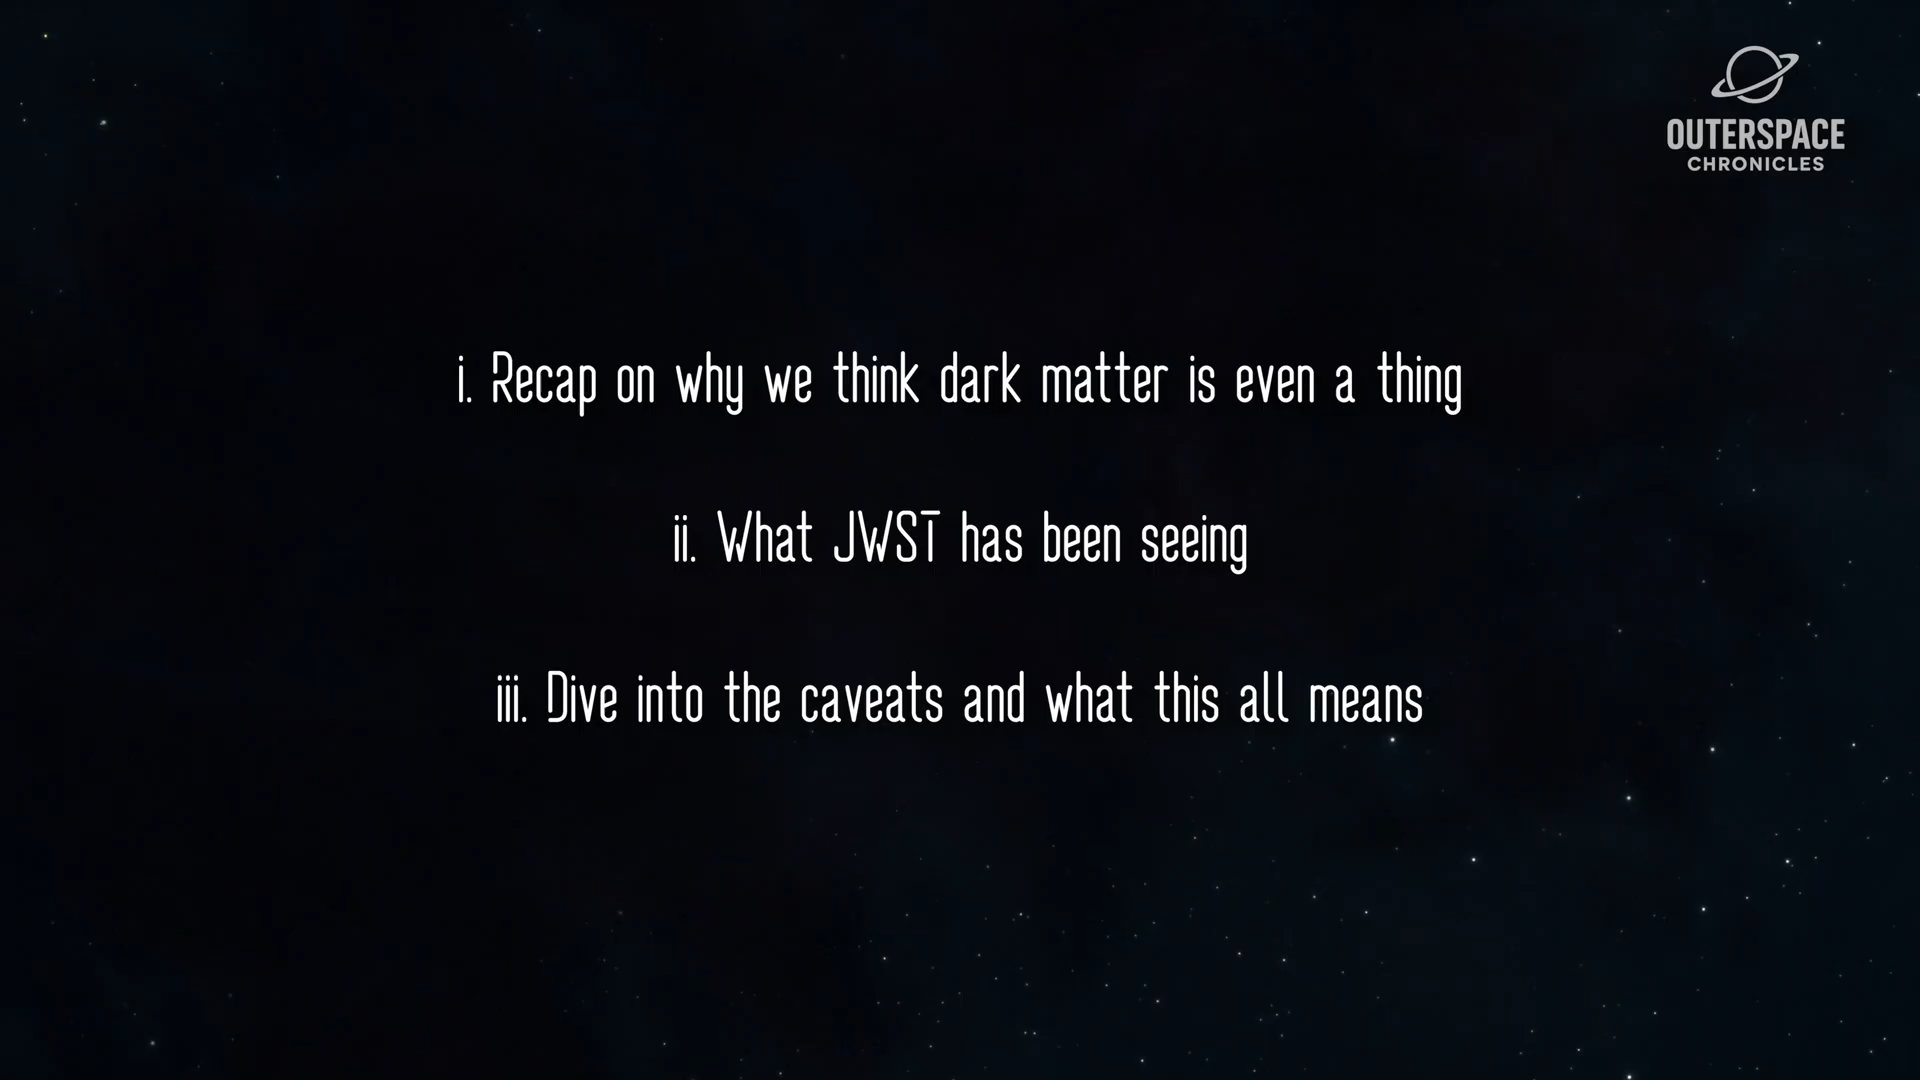 OUTERSPACE
CHRONICLES
i. Recap on why we think dark matter is even a thing
ii. What JWST has been seeing
iii. Dive into the caveats and what this all means